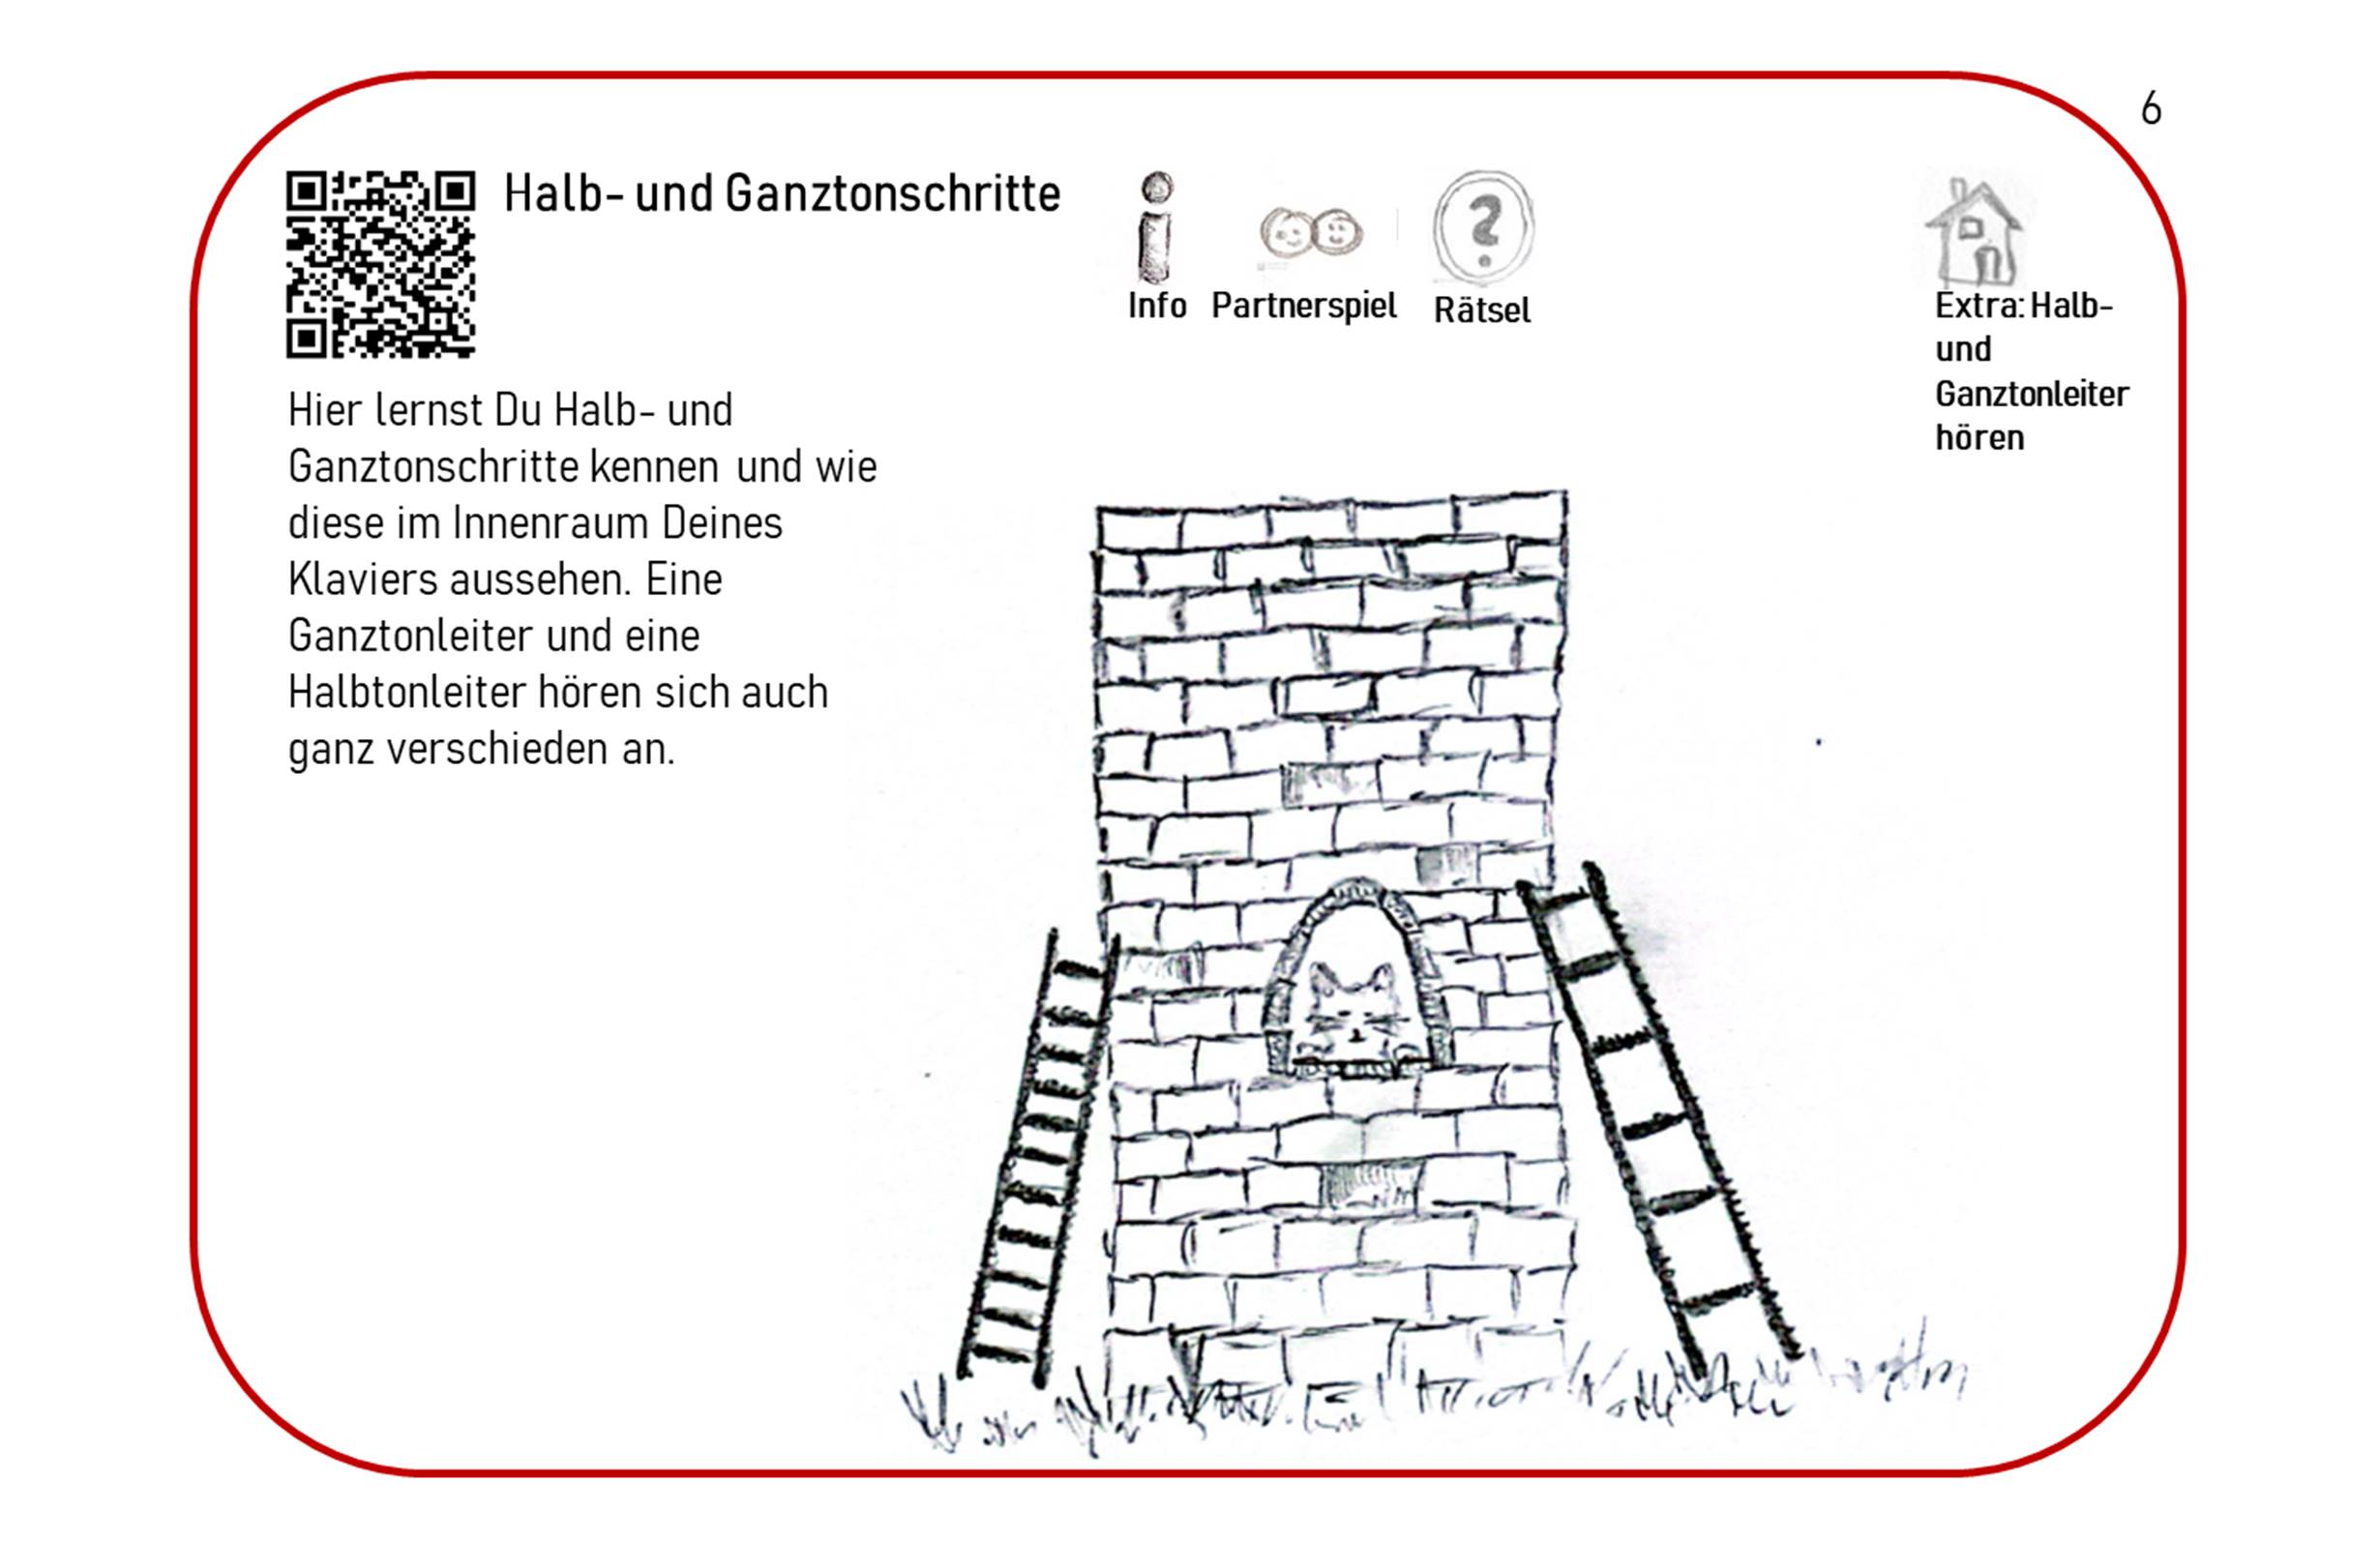 6
Halb- und Ganztonschritte
Info
Partnerspiel
Rätsel
Extra: Halb-
und
Ganztonleiter
hören
Hier lernst Du Halb- und
Ganztonschritte kennen und wie
diese im Innenraum Deines
Klaviers aussehen. Eine
Ganztonleiter und eine
Halbtonleiter hören sich auch
ganz verschieden an.
?